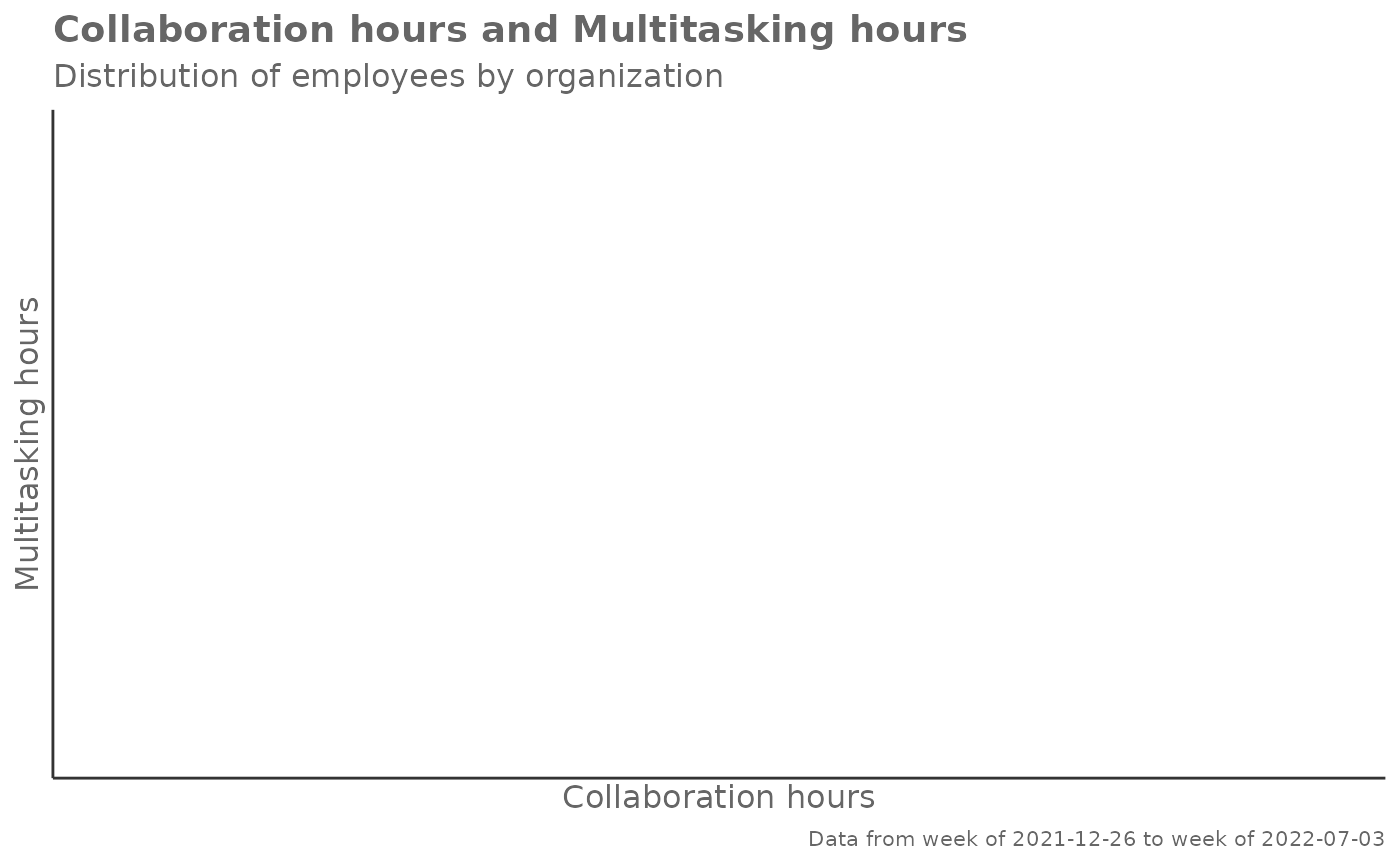 Collaboration hours and Multitasking hours
Distribution of employees by organization
Multitasking hours
Collaboration hours
Data from week of 2021-12-26 to week of 2022-07-03